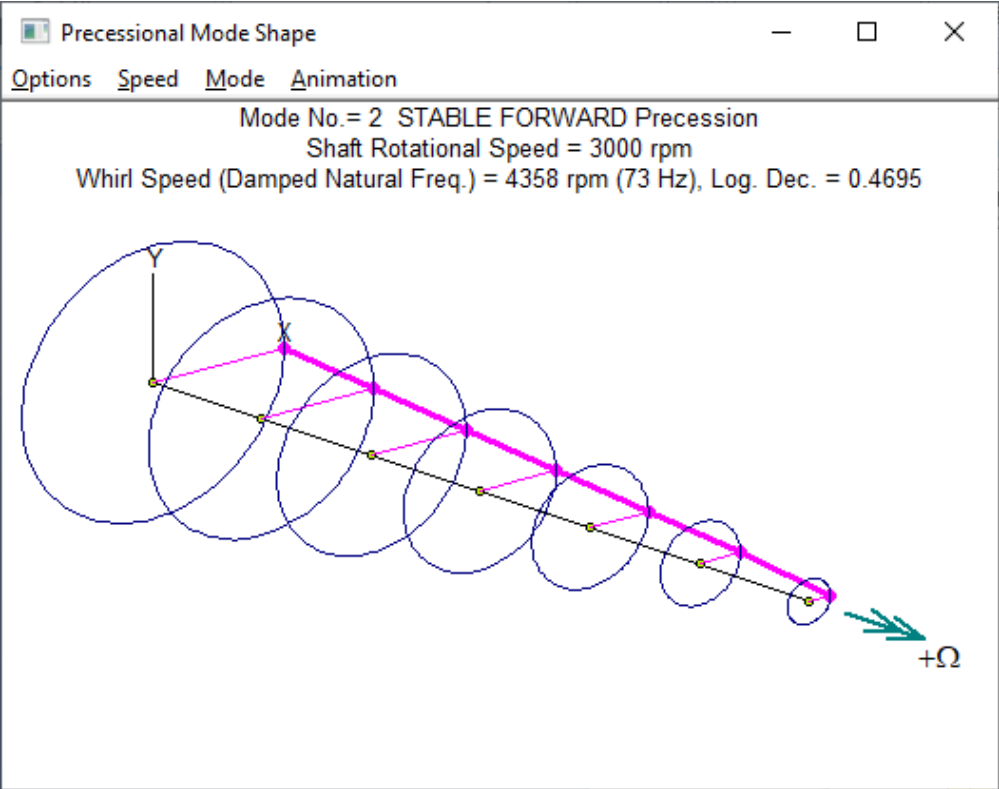 Precessional Mode Shape
Options Speed Mode Animation
Mode No.= 2 STABLE FORWARD Precession
Shaft Rotational Speed = 3000 rpm
Whirl Speed (Damped Natural Freq.) = 4358 rpm (73 Hz), Log. Dec. = 0.4695
Y
X
+Ω